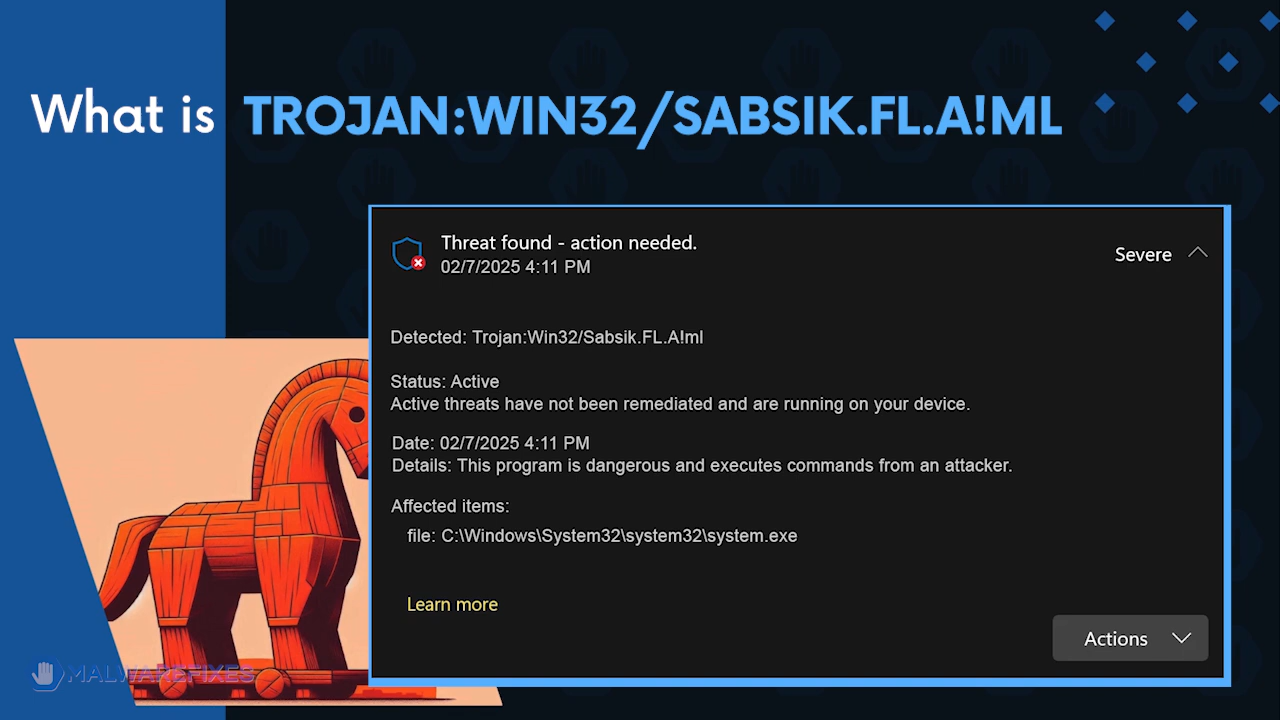 What is TROJAN:WIN32/SABSIK.FL.A!ML
Threat found - action needed.
02/7/2025 4:11 PM
Severe
Detected: Trojan:Win32/Sabsik.FL.A!ml
Status: Active
Active threats have not been remediated and are running on your device.
Date: 02/7/2025 4:11 PM
Details: This program is dangerous and executes commands from an attacker.
Affected items:
file: C:\Windows\System32\system32\system.exe
Learn more
Actions
MALWAREFIXES